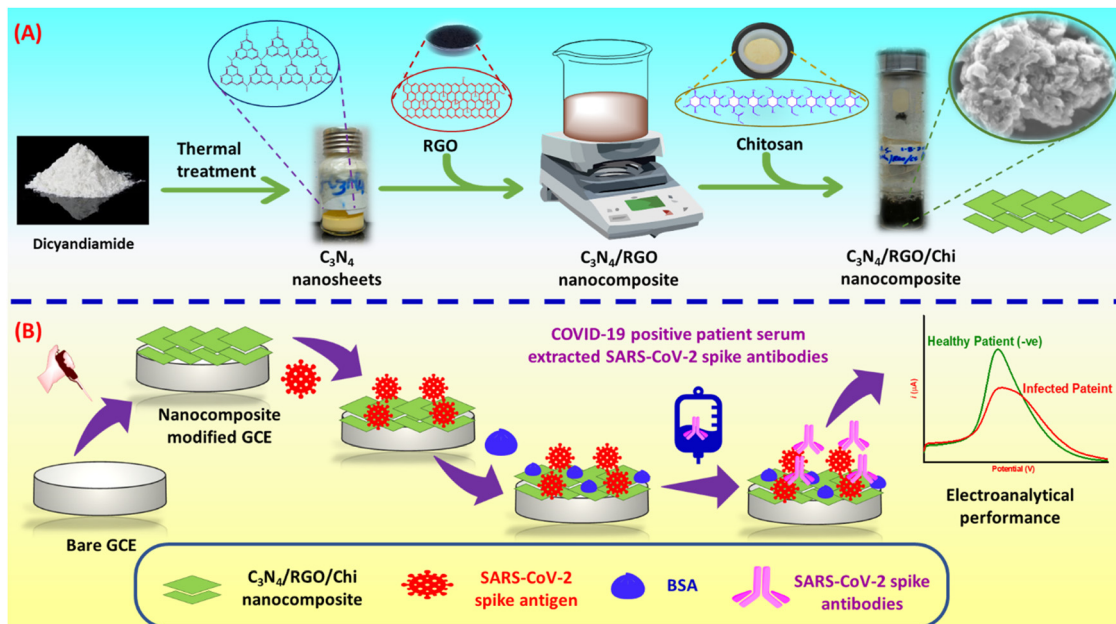 (A)
Thermal
treatment
RGO
Chitosan
Dicyandiamide
C₃N₄
nanosheets
C₃N₄/RGO
nanocomposite
C₃N₄/RGO/Chi
nanocomposite
(B)
COVID-19 positive patient serum
extracted SARS-CoV-2 spike antibodies
Nanocomposite
modified GCE
Bare GCE
Healthy Patient (-ve)
Infected Pateint
I (μA)
Potential (V)
Electroanalytical
performance
C₃N₄/RGO/Chi
nanocomposite
SARS-CoV-2
spike antigen
BSA
SARS-CoV-2 spike
antibodies